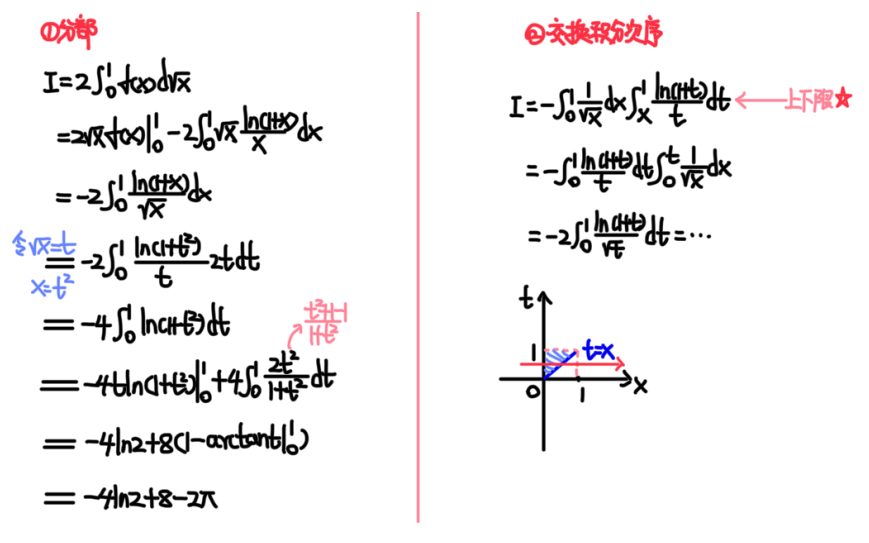 ①分部
I=2∫₀¹f(x)d√x
=2√x f(x)|₀¹-2∫₀¹√x ln(1+x)/x dx
=-2∫₀¹ ln(1+x)/√x dx
令√x=t
x=t²
= -2∫₀¹ ln(1+t²)/t 2tdt
= -4∫₀¹ ln(1+t²)dt
t²+1-1/1+t²
= -4tln(1+t²)|₀¹+4∫₀¹ 2t²/1+t² dt
= -4ln2+8(1-arctant|₀¹)
= -4ln2+8-2π
②交换积分次序
I=-∫₀¹ 1/√x dx∫ₓ¹ ln(1+t)/t dt ← 上下限★
=-∫₀¹ ln(1+t)/t dt∫₀ᵗ 1/√x dx
=-2∫₀¹ ln(1+t)/√t dt=…
t
1
t=x
0
1
x